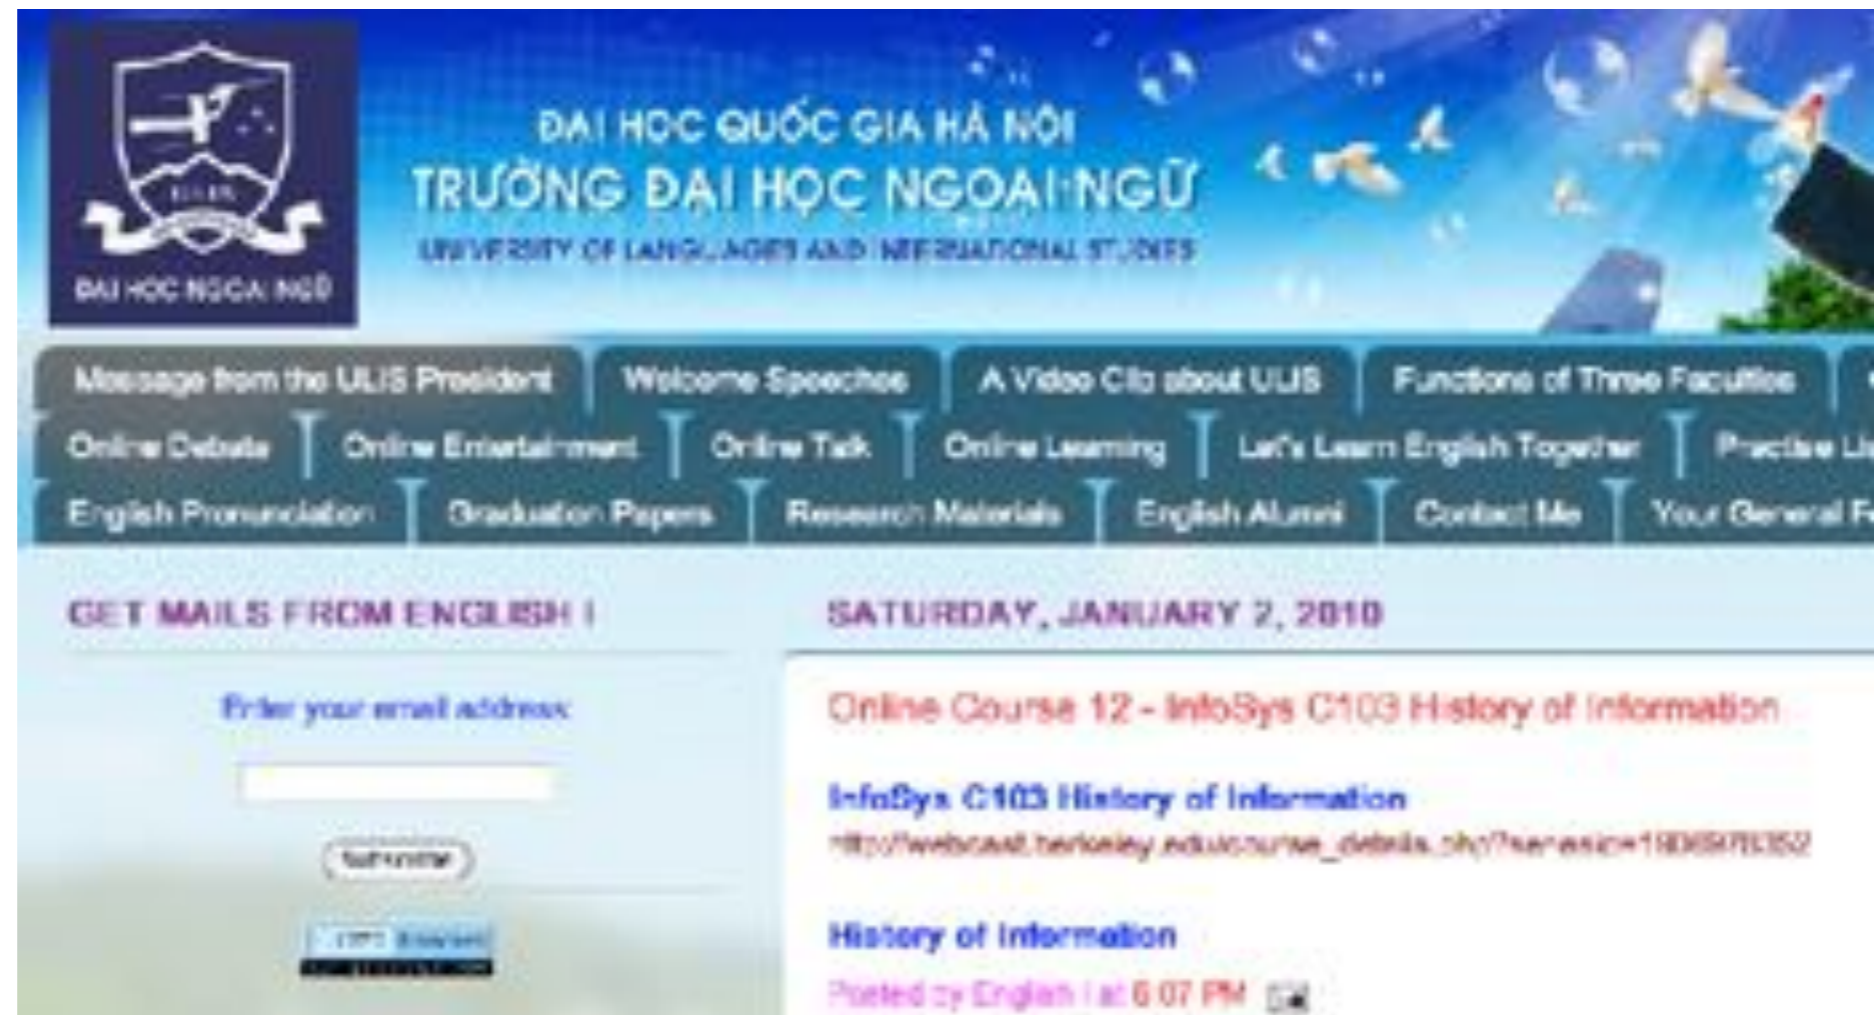 ĐẠI HỌC QUỐC GIA HÀ NỘI
TRƯỜNG ĐẠI HỌC NGOẠI NGỮ
UNIVERSITY OF LANGUAGES AND INTERNATIONAL STUDIES
ĐẠI HỌC NGOẠI NGỮ
Message from the ULIS President Welcome Speeches A Video Clip about ULIS Functions of Three Faculties
Online Debate Online Entertainment Online Talk Online Learning Let's Learn English Together Practise
English Pronunciation Graduation Papers Research Materials English Alumni Contact Me Your General
GET MAILS FROM ENGLISH I
Enter your email address:
Subscribe
SATURDAY, JANUARY 2, 2010
Online Course 12 - InfoSys C103 History of Information
InfoSys C103 History of Information
History of Information
Posted by English I at 6:07 PM